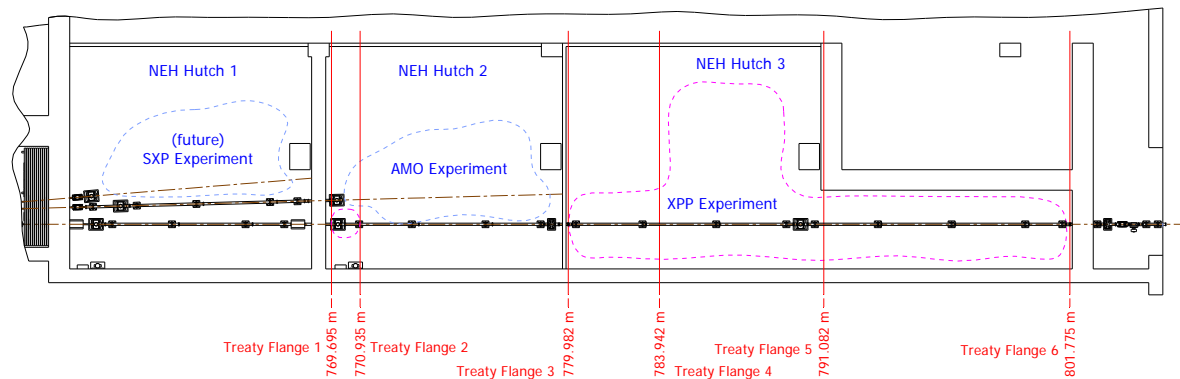 NEH Hutch 1
NEH Hutch 2
NEH Hutch 3
(future)
SXP Experiment
AMO Experiment
XPP Experiment
769.695 m
770.935 m
779.982 m
783.942 m
791.082 m
801.775 m
Treaty Flange 1
Treaty Flange 2
Treaty Flange 3
Treaty Flange 4
Treaty Flange 5
Treaty Flange 6